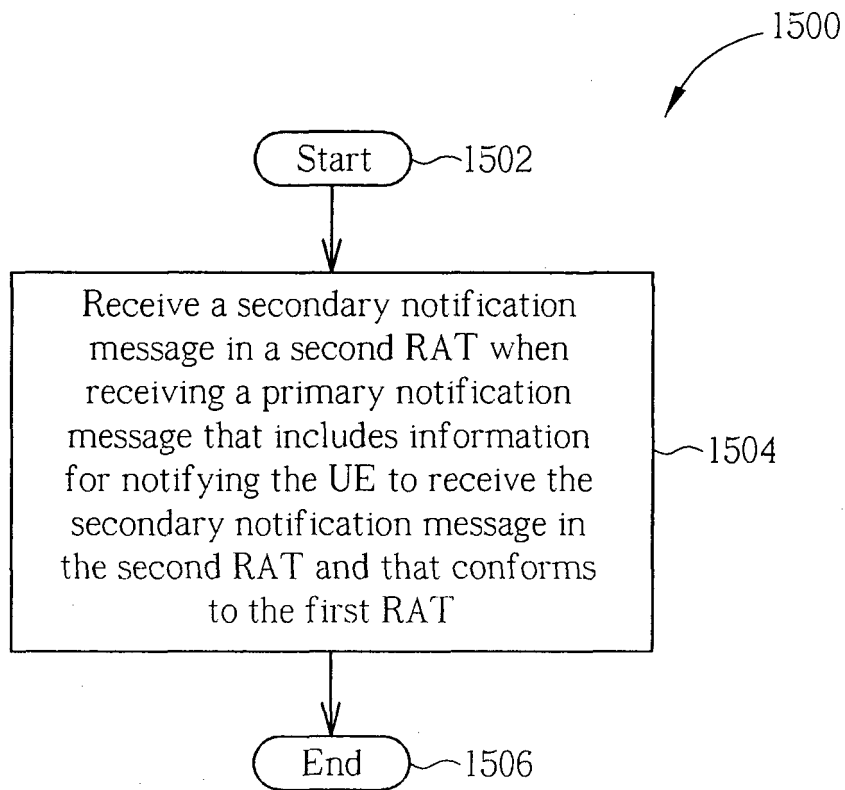 1500
Start 1502
Receive a secondary notification
message in a second RAT when
receiving a primary notification
message that includes information
for notifying the UE to receive the
secondary notification message in
the second RAT and that conforms
to the first RAT
1504
End 1506